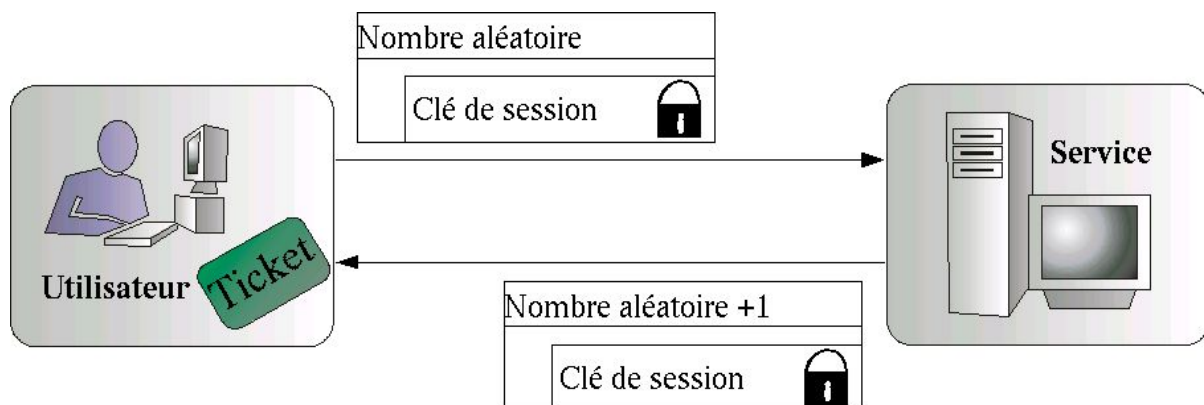 Nombre aléatoire
Clé de session
Service
Utilisateur
Ticket
Nombre aléatoire +1
Clé de session